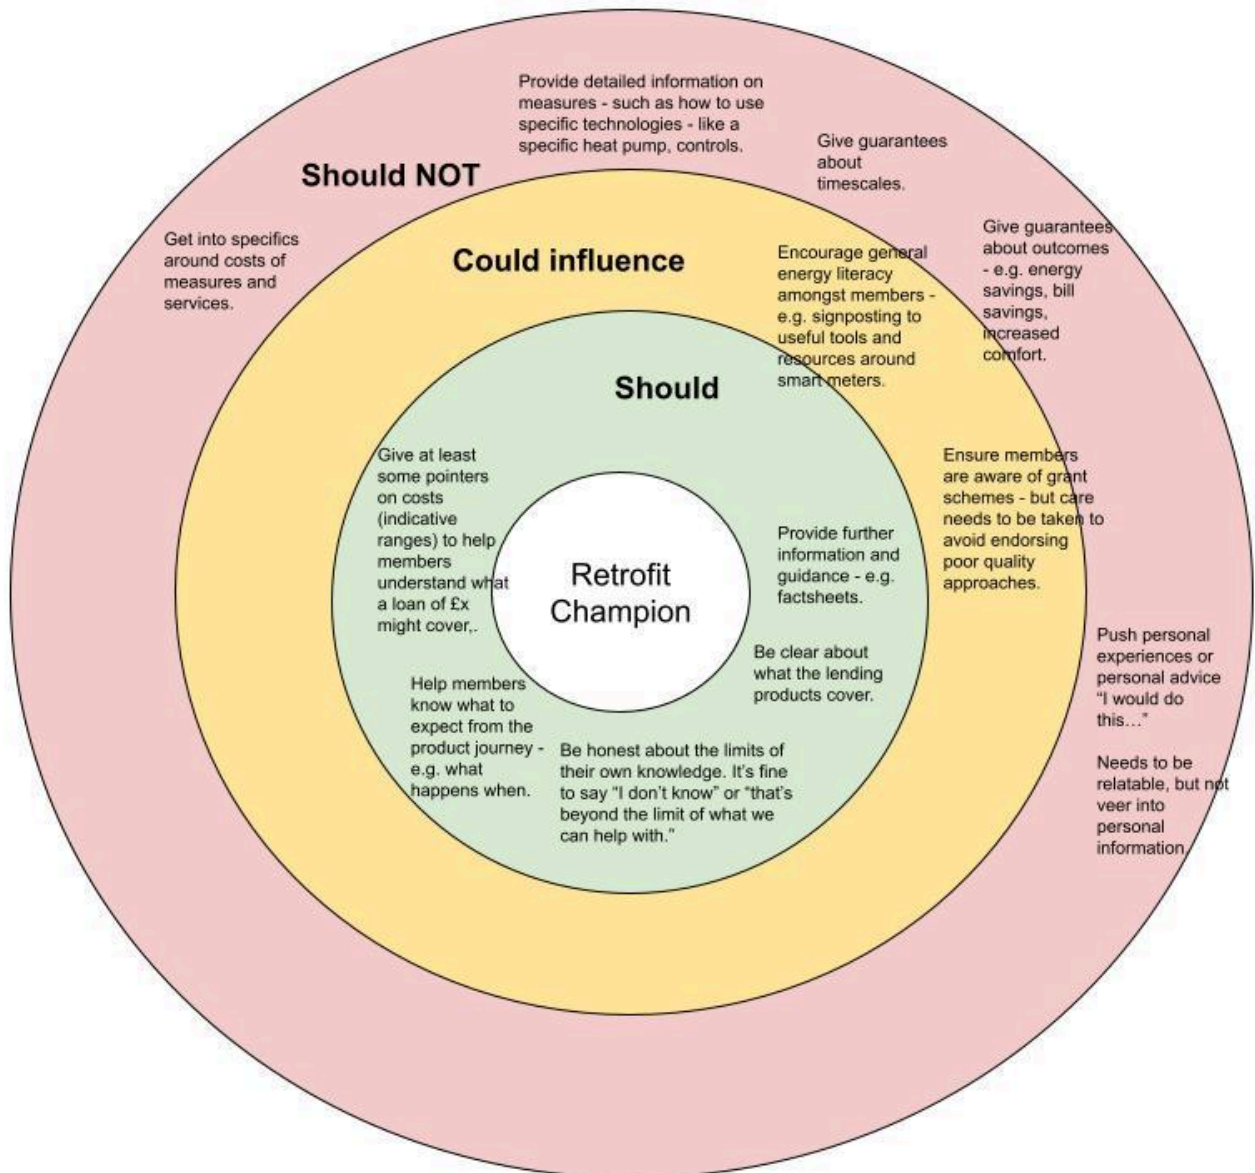 Provide detailed information on
measures - such as how to use
specific technologies - like a
specific heat pump, controls.
Give guarantees
about
timescales.
Should NOT
Get into specifics
around costs of
measures and
services.
Give guarantees
about outcomes
- e.g. energy
savings, bill
savings,
increased
comfort.
Could influence
Encourage general
energy literacy
amongst members -
e.g. signposting to
useful tools and
resources around
smart meters.
Should
Give at least
some pointers
on costs
(indicative
ranges) to help
members
understand what
a loan of £x
might cover,.
Ensure members
are aware of grant
schemes - but care
needs to be taken to
avoid endorsing
poor quality
approaches.
Provide further
information and
guidance - e.g.
factsheets.
Retrofit
Champion
Be clear about
what the lending
products cover.
Help members
know what to
expect from the
product journey -
e.g. what
happens when.
Be honest about the limits of
their own knowledge. It's fine
to say “I don't know” or “that's
beyond the limit of what we
can help with.”
Push personal
experiences or
personal advice
“I would do
this…”
Needs to be
relatable, but not
veer into
personal
information.